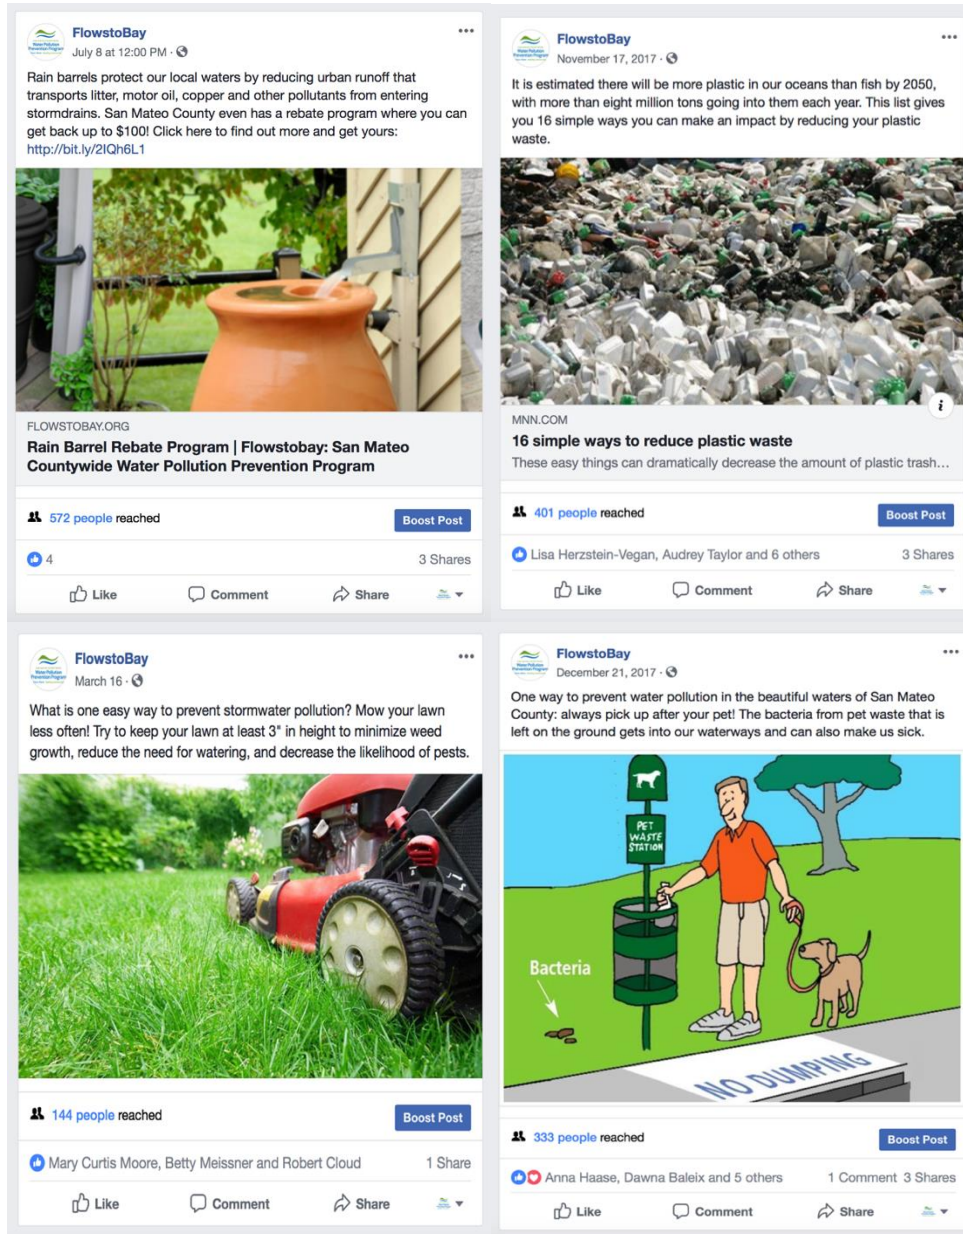 FlowstoBay
July 8 at 12:00 PM ·
Rain barrels protect our local waters by reducing urban runoff that
transports litter, motor oil, copper and other pollutants from entering
stormdrains. San Mateo County even has a rebate program where you can
get back up to $100! Click here to find out more and get yours:
http://bit.ly/2IQh6L1
FLOWSTOBAY.ORG
Rain Barrel Rebate Program | Flowstobay: San Mateo
Countywide Water Pollution Prevention Program
572 people reached
Boost Post
4
3 Shares
Like Comment Share
FlowstoBay
November 17, 2017 ·
It is estimated there will be more plastic in our oceans than fish by 2050,
with more than eight million tons going into them each year. This list gives
you 16 simple ways you can make an impact by reducing your plastic
waste.
i
MNN.COM
16 simple ways to reduce plastic waste
These easy things can dramatically decrease the amount of plastic trash...
401 people reached
Boost Post
Lisa Herzstein-Vegan, Audrey Taylor and 6 others
3 Shares
Like Comment Share
FlowstoBay
March 16 ·
What is one easy way to prevent stormwater pollution? Mow your lawn
less often! Try to keep your lawn at least 3" in height to minimize weed
growth, reduce the need for watering, and decrease the likelihood of pests.
144 people reached
Boost Post
Mary Curtis Moore, Betty Meissner and Robert Cloud
1 Share
Like Comment Share
FlowstoBay
December 21, 2017 ·
One way to prevent water pollution in the beautiful waters of San Mateo
County: always pick up after your pet! The bacteria from pet waste that is
left on the ground gets into our waterways and can also make us sick.
PET
WASTE
STATION
Bacteria
NO DUMPING
333 people reached
Boost Post
Anna Haase, Dawna Baleix and 5 others
1 Comment 3 Shares
Like Comment Share